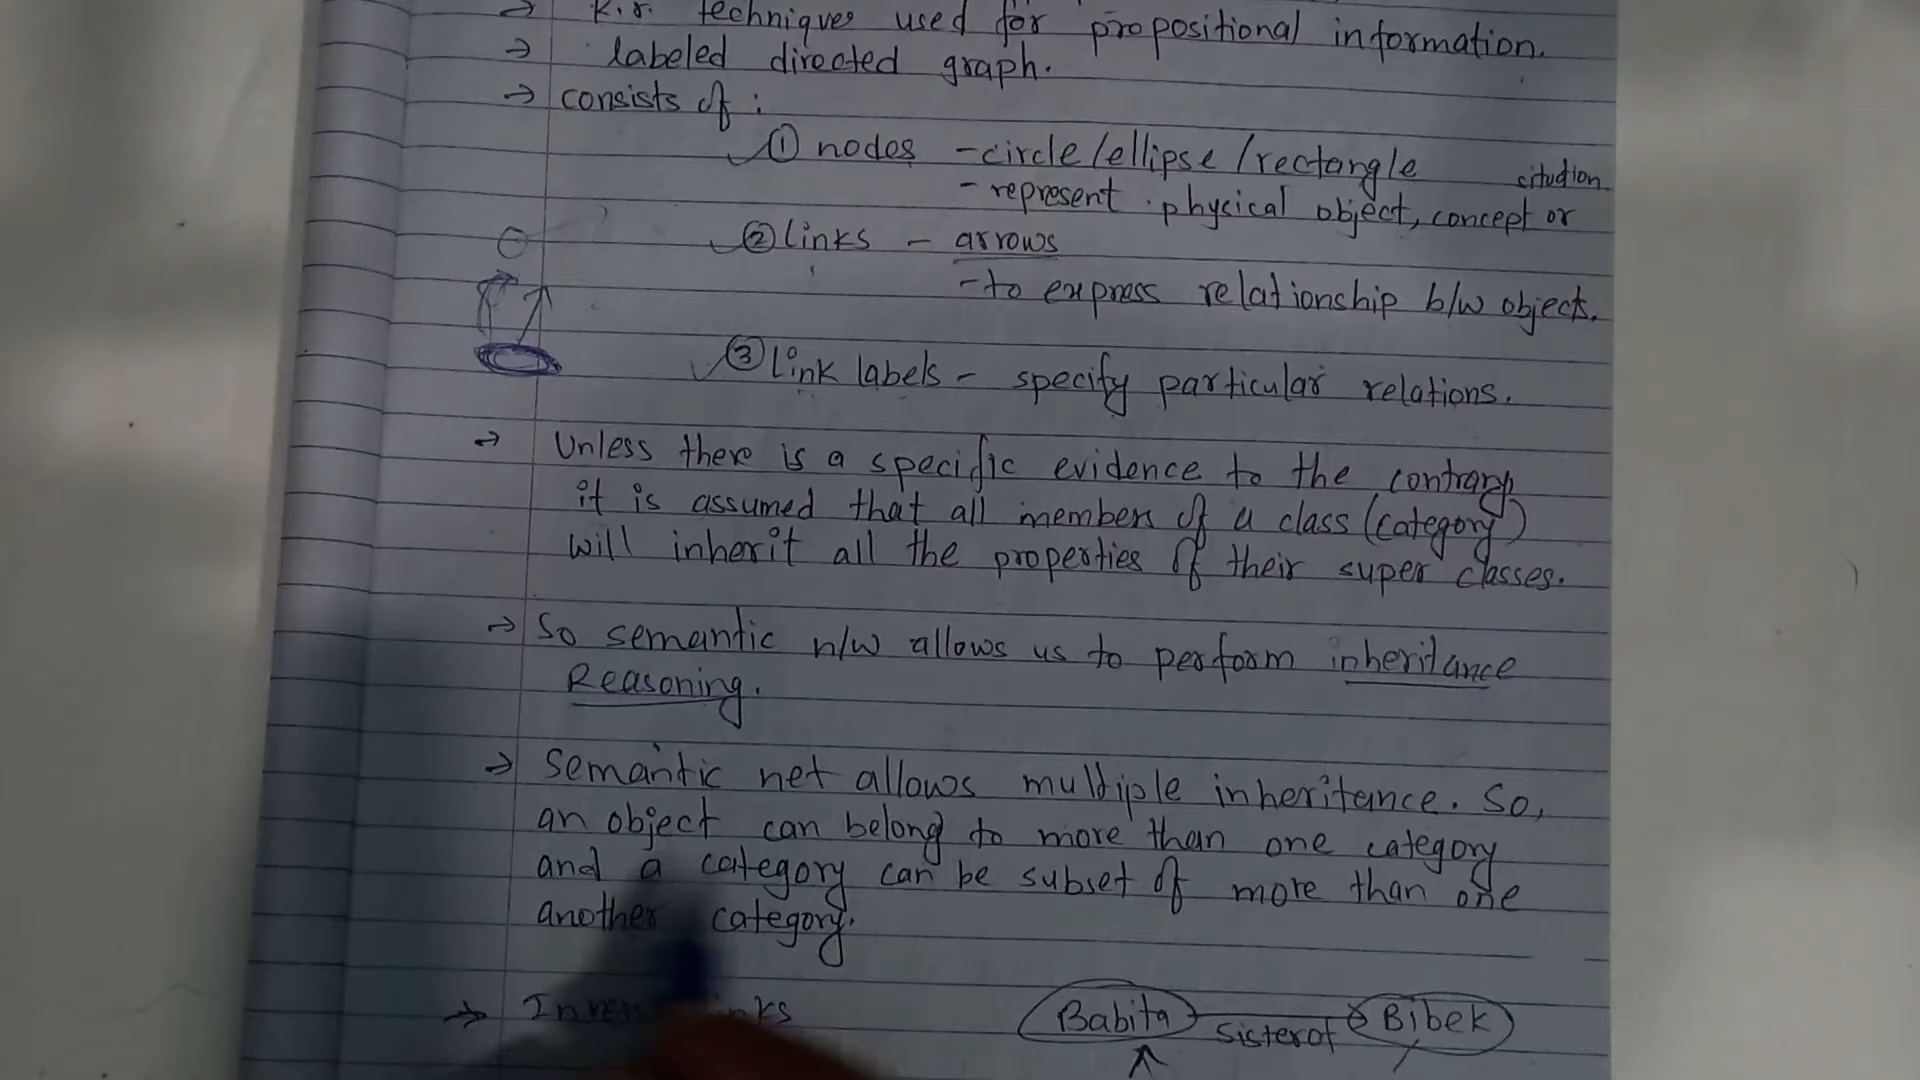 → K.r. techniques used for propositional information.
→ labeled directed graph.
→ consists of :
① nodes - circle/ellipse/rectangle
- represent physical object, concept or situation
② links - arrows
- to express relationship b/w objects.
③ link labels - specify particular relations.
→ Unless there is a specific evidence to the contrary
it is assumed that all members of a class (category)
will inherit all the properties of their super classes.
→ So semantic n/w allows us to perform inheritance
Reasoning.
→ Semantic net allows multiple inheritance. So,
an object can belong to more than one category
and a category can be subset of more than one
another category.
→
Babita Sister of Bibek